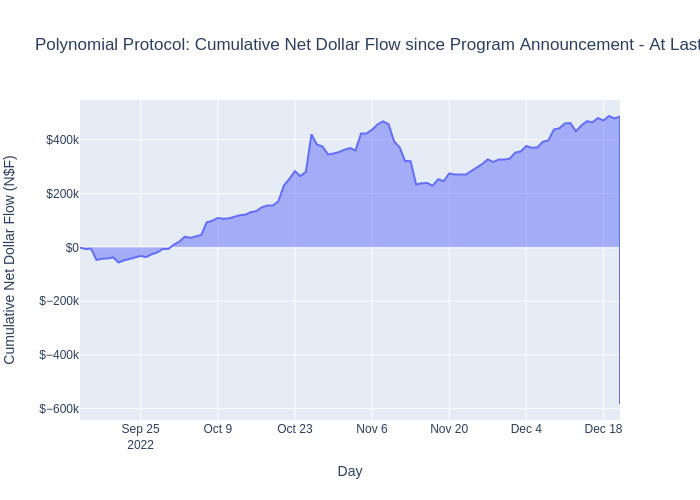 Polynomial Protocol: Cumulative Net Dollar Flow since Program Announcement - At Last
Cumulative Net Dollar Flow (N$F)
$400k
$200k
$0
$−200k
$−400k
$−600k
Sep 25
2022
Oct 9
Oct 23
Nov 6
Nov 20
Dec 4
Dec 18
Day